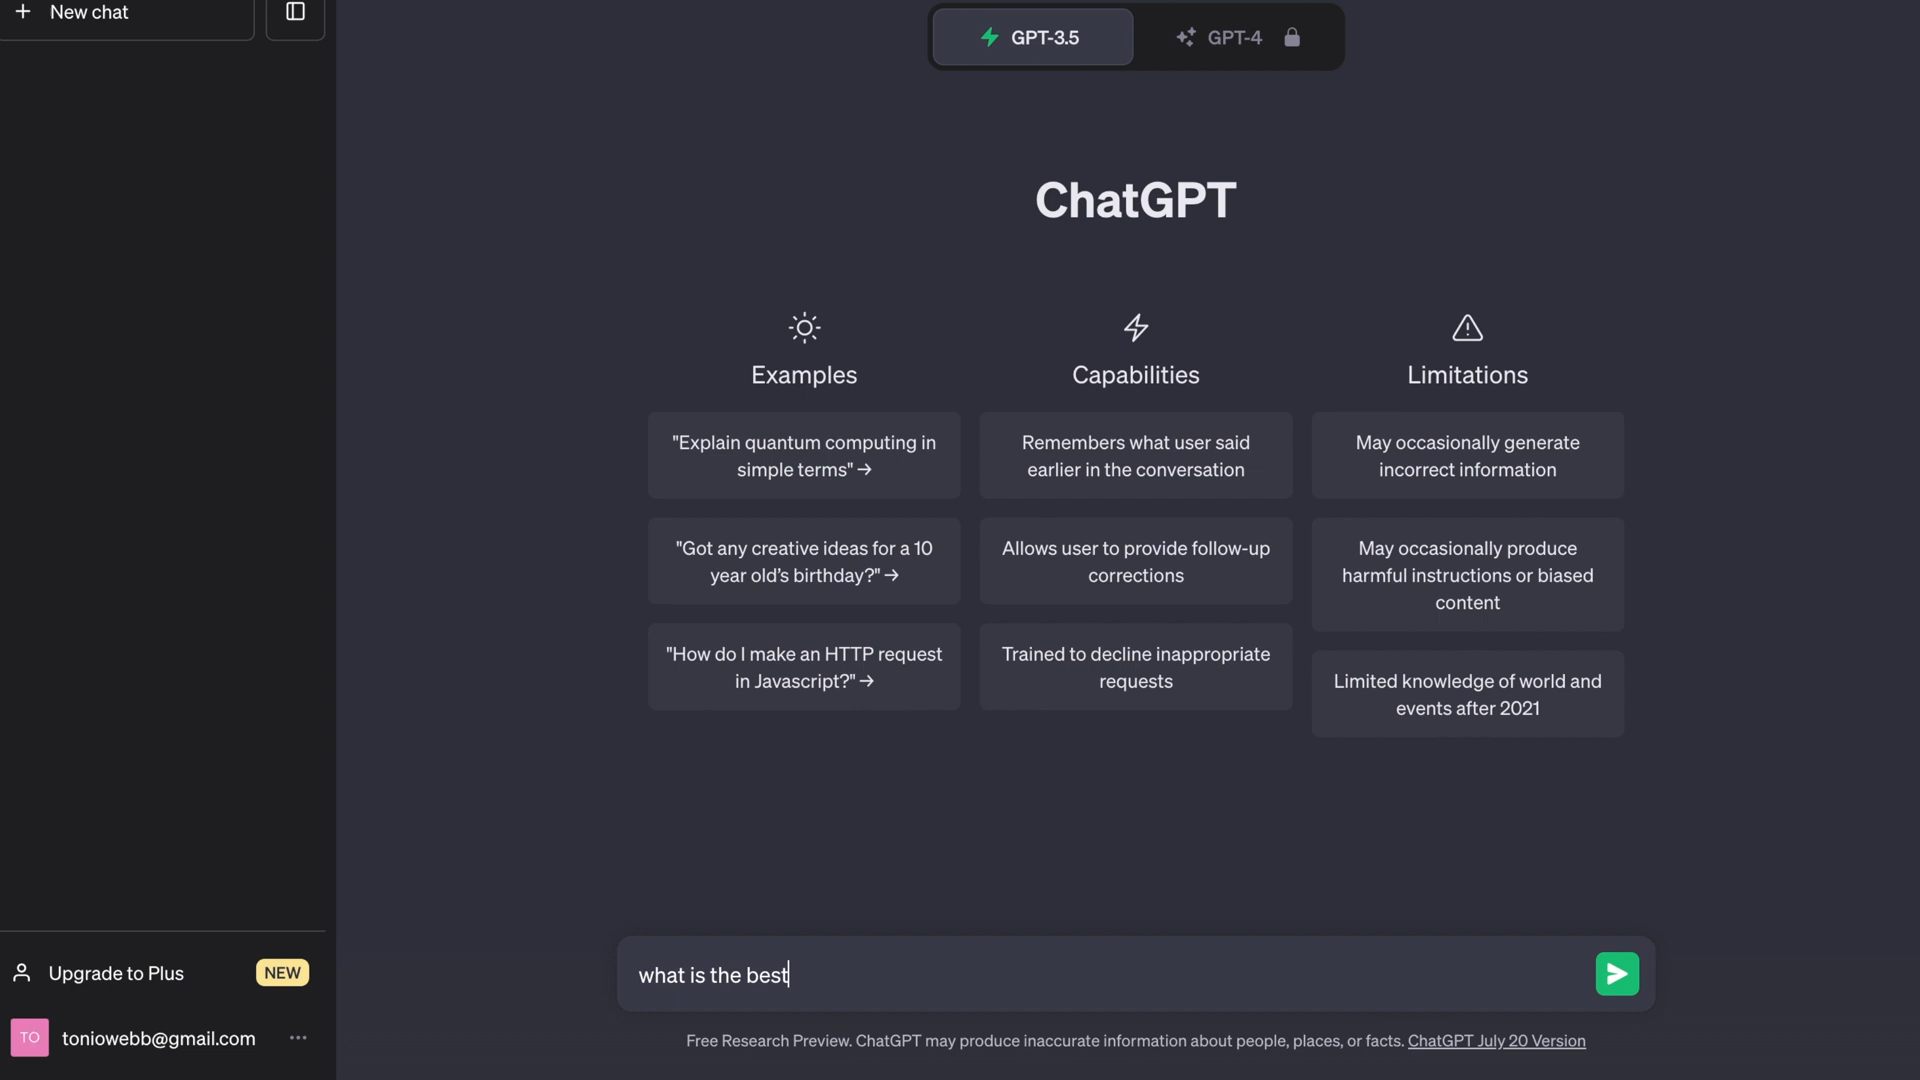 New chat
GPT-3.5
GPT-4
ChatGPT
Examples
"Explain quantum computing in
simple terms" →
"Got any creative ideas for a 10
year old’s birthday?" →
"How do I make an HTTP request
in Javascript?" →
Capabilities
Remembers what user said
earlier in the conversation
Allows user to provide follow-up
corrections
Trained to decline inappropriate
requests
Limitations
May occasionally generate
incorrect information
May occasionally produce
harmful instructions or biased
content
Limited knowledge of world and
events after 2021
Upgrade to Plus NEW
TO toniowebb@gmail.com
what is the best
Free Research Preview. ChatGPT may produce inaccurate information about people, places, or facts. ChatGPT July 20 Version